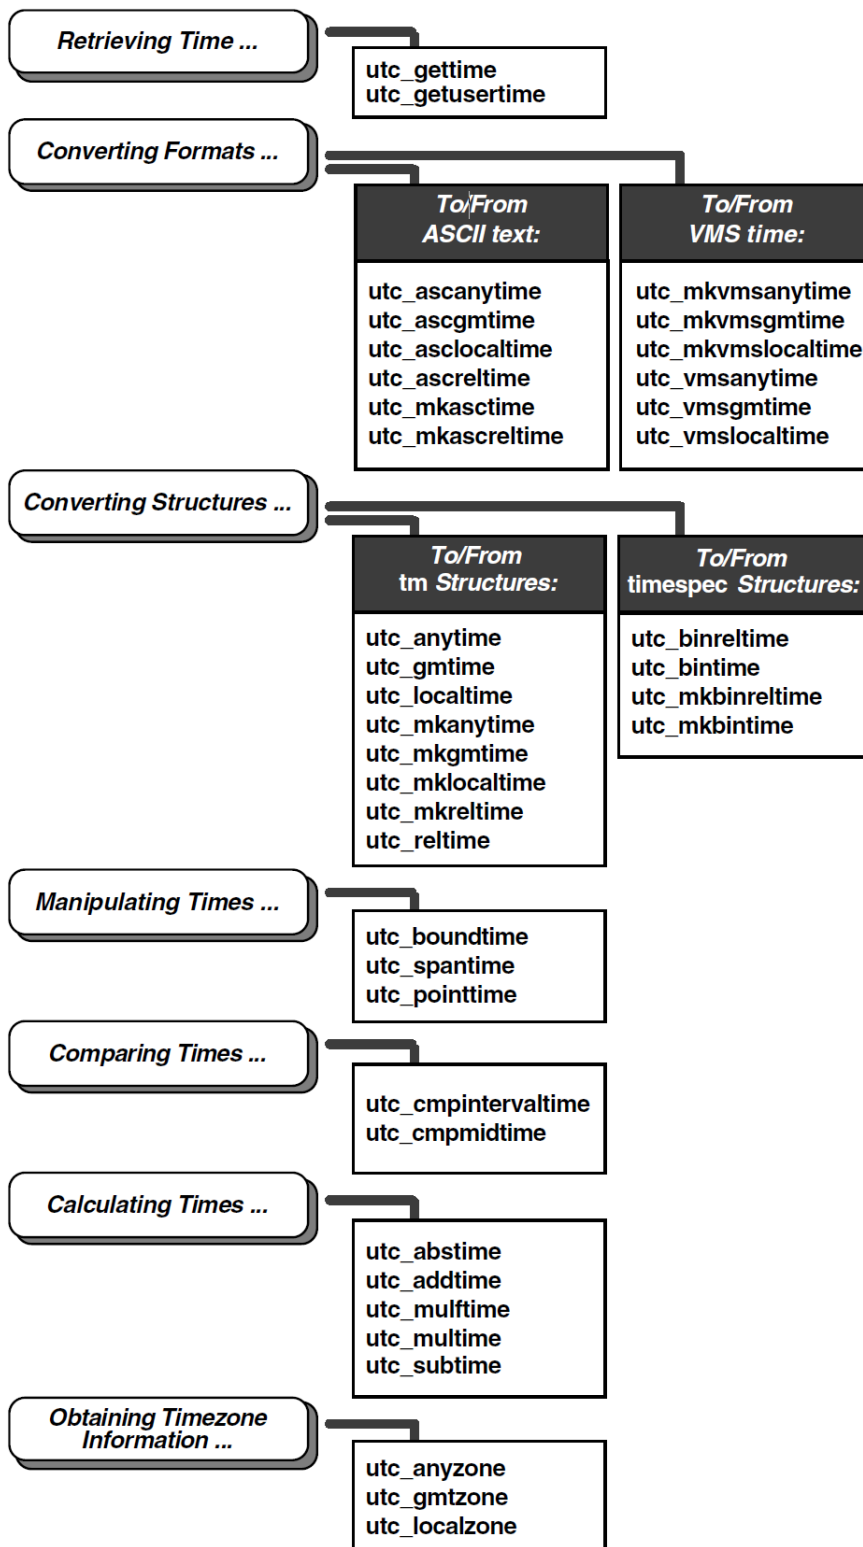 Retrieving Time ...
utc_gettime
utc_getusertime
Converting Formats ...
To/From
ASCII text:
utc_ascanytime
utc_ascgmtime
utc_asclocaltime
utc_ascreltime
utc_mkasctime
utc_mkascreltime
To/From
VMS time:
utc_mkvmsanytime
utc_mkvmsgmtime
utc_mkvmslocaltime
utc_vmsanytime
utc_vmsgmtime
utc_vmslocaltime
Converting Structures ...
To/From
tm Structures:
utc_anytime
utc_gmtime
utc_localtime
utc_mkanytime
utc_mkgmtime
utc_mklocaltime
utc_mkreltime
utc_reltime
To/From
timespec Structures:
utc_binreltime
utc_bintime
utc_mkbinreltime
utc_mkbintime
Manipulating Times ...
utc_boundtime
utc_spantime
utc_pointtime
Comparing Times ...
utc_cmpintervaltime
utc_cmpmidtime
Calculating Times ...
utc_abstime
utc_addtime
utc_mulftime
utc_multime
utc_subtime
Obtaining Timezone
Information ...
utc_anyzone
utc_gmtzone
utc_localzone